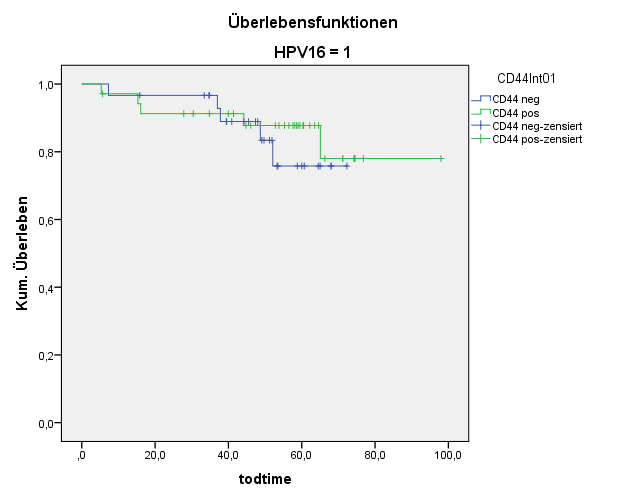 Überlebensfunktionen
HPV16 = 1
CD44Int01
CD44 neg
CD44 pos
CD44 neg-zensiert
CD44 pos-zensiert
Kum. Überleben
1,0
0,8
0,6
0,4
0,2
0,0
,0 20,0 40,0 60,0 80,0 100,0
todtime